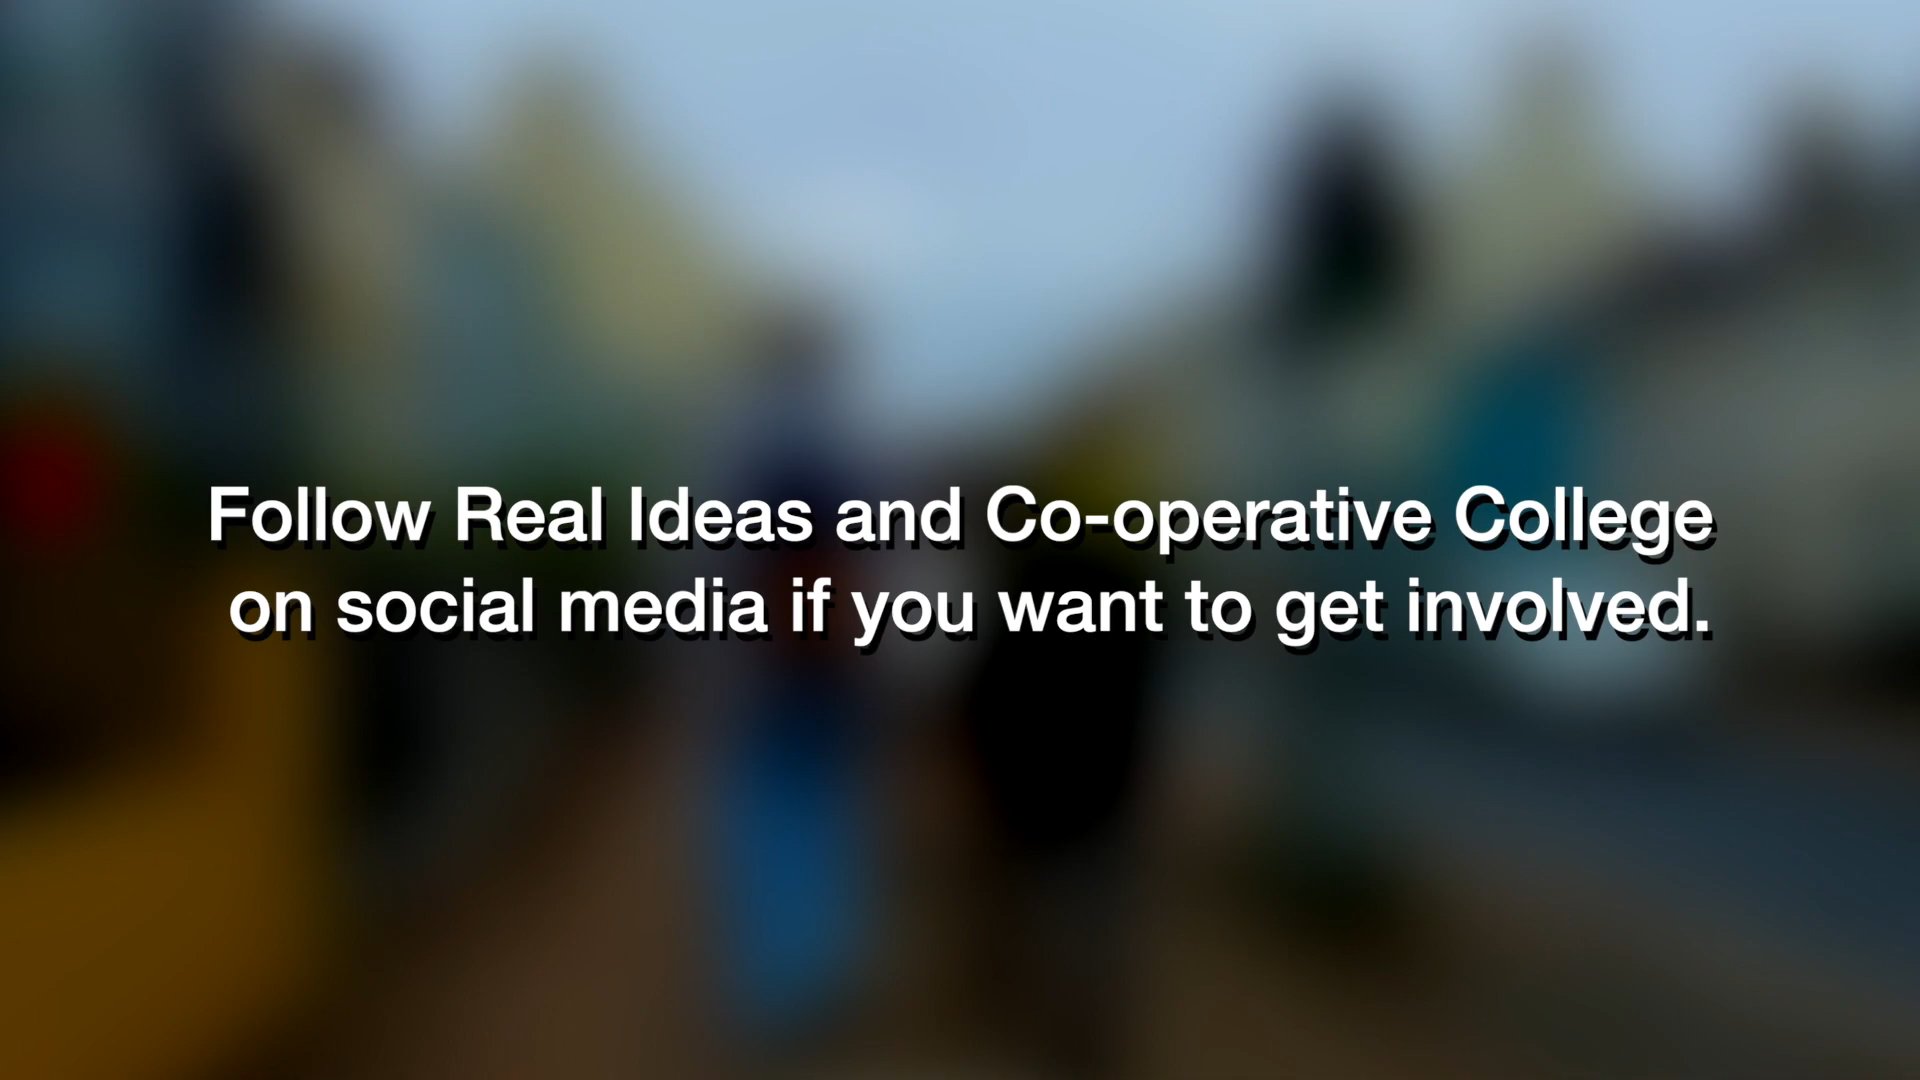 Follow Real Ideas and Co-operative College
on social media if you want to get involved.